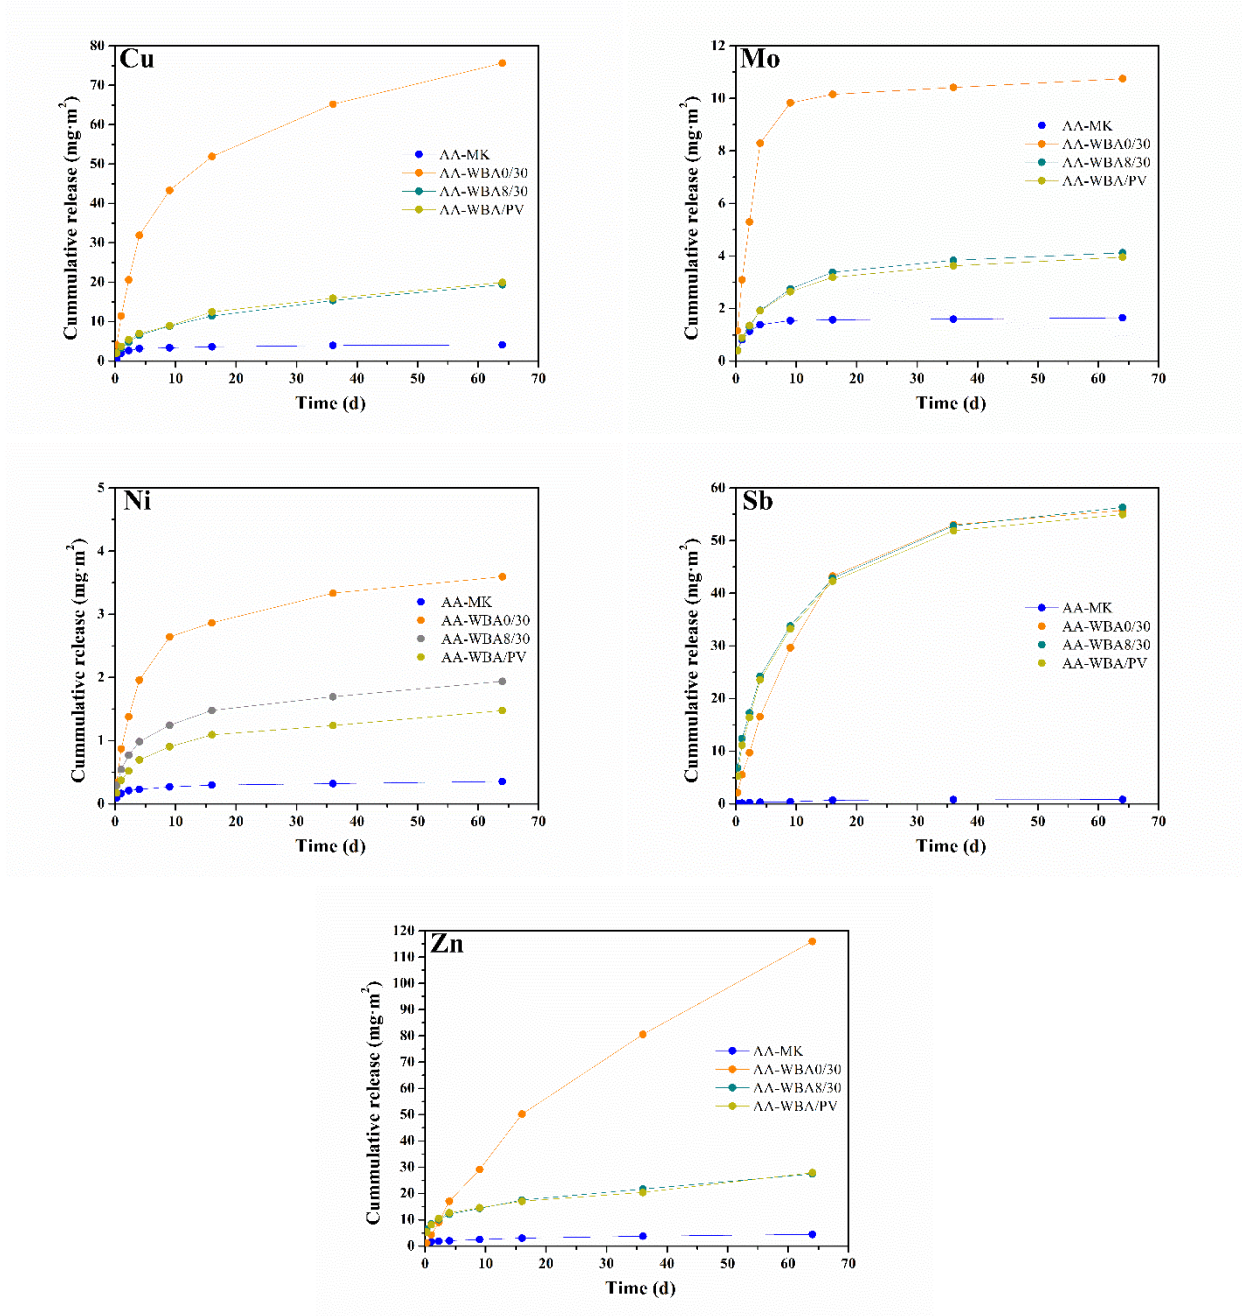 Cu
Cummulative release (mg·m²)
80
70
60
50
40
30
20
10
0
AA-MK
AA-WBA0/30
AA-WBA8/30
AA-WBA/PV
0 10 20 30 40 50 60 70
Time (d)
Mo
Cummulative release (mg·m²)
12
10
8
6
4
2
0
AA-MK
AA-WBA0/30
AA-WBA8/30
AA-WBA/PV
0 10 20 30 40 50 60 70
Time (d)
Ni
Cummulative release (mg·m²)
5
4
3
2
1
0
AA-MK
AA-WBA0/30
AA-WBA8/30
AA-WBA/PV
0 10 20 30 40 50 60 70
Time (d)
Sb
Cummulative release (mg·m²)
60
50
40
30
20
10
0
AA-MK
AA-WBA0/30
AA-WBA8/30
AA-WBA/PV
0 10 20 30 40 50 60 70
Time (d)
Zn
Cummulative release (mg·m²)
120
110
100
90
80
70
60
50
40
30
20
10
0
AA-MK
AA-WBA0/30
AA-WBA8/30
AA-WBA/PV
0 10 20 30 40 50 60 70
Time (d)